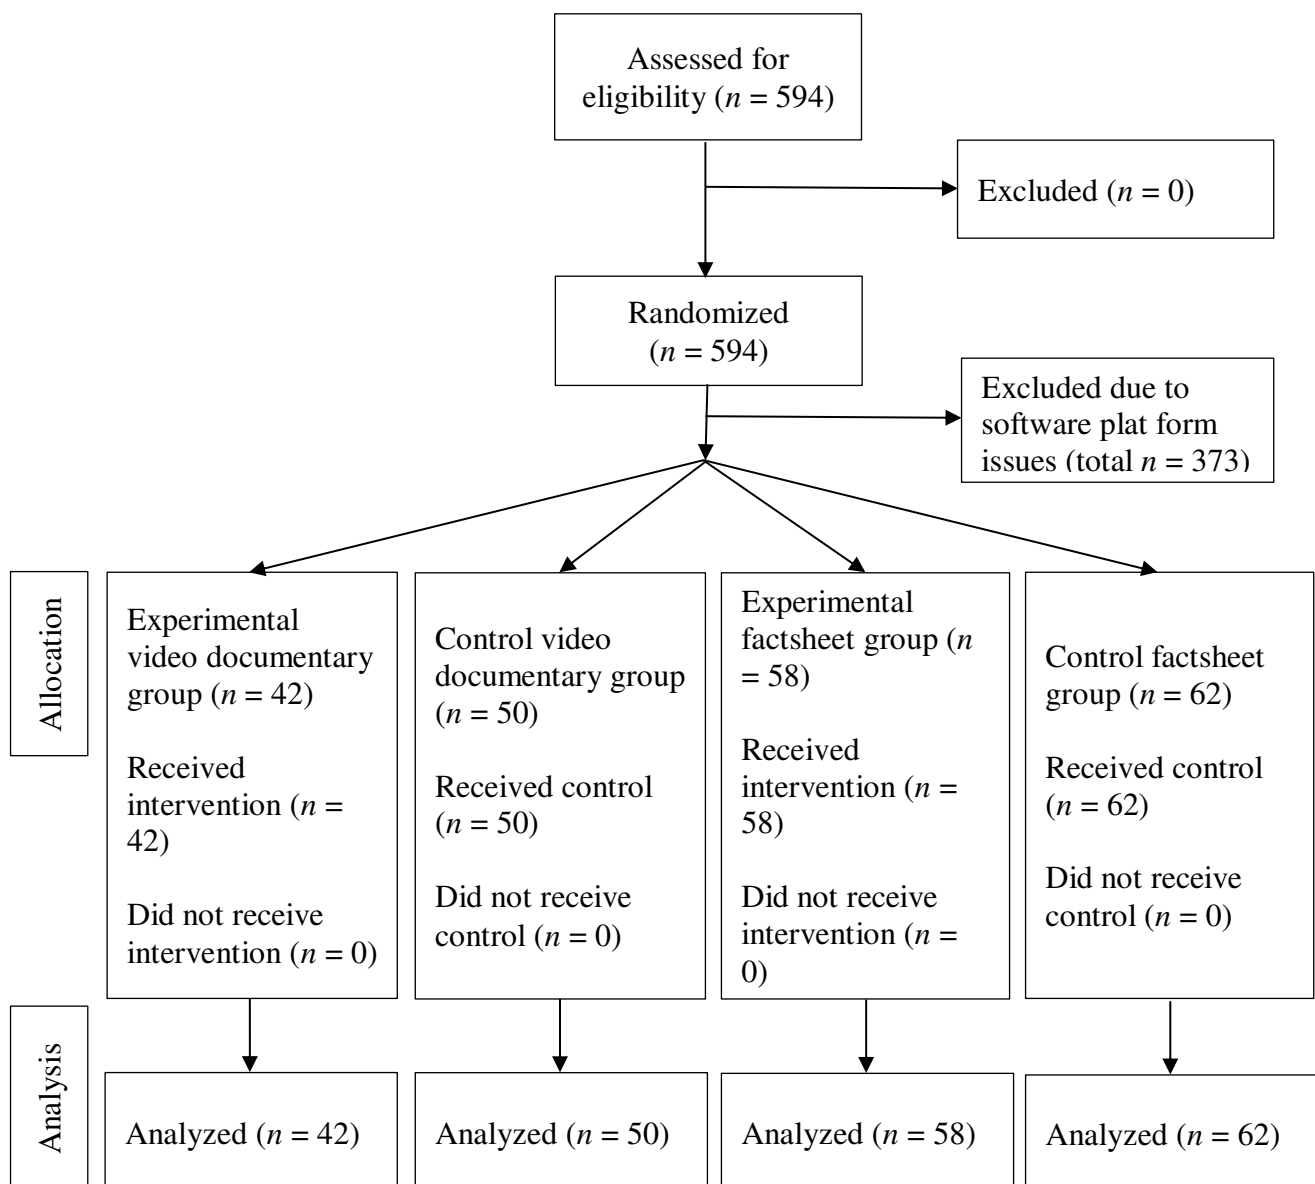 Assessed for
eligibility (n = 594)
Excluded (n = 0)
Randomized
(n = 594)
Excluded due to
software plat form
issues (total n = 373)
Allocation
Experimental
video documentary
group (n = 42)
Received
intervention (n =
42)
Did not receive
intervention (n = 0)
Control video
documentary group
(n = 50)
Received control
(n = 50)
Did not receive
control (n = 0)
Experimental
factsheet group (n
= 58)
Received
intervention (n =
58)
Did not receive
intervention (n =
0)
Control factsheet
group (n = 62)
Received control
(n = 62)
Did not receive
control (n = 0)
Analysis
Analyzed (n = 42)
Analyzed (n = 50)
Analyzed (n = 58)
Analyzed (n = 62)